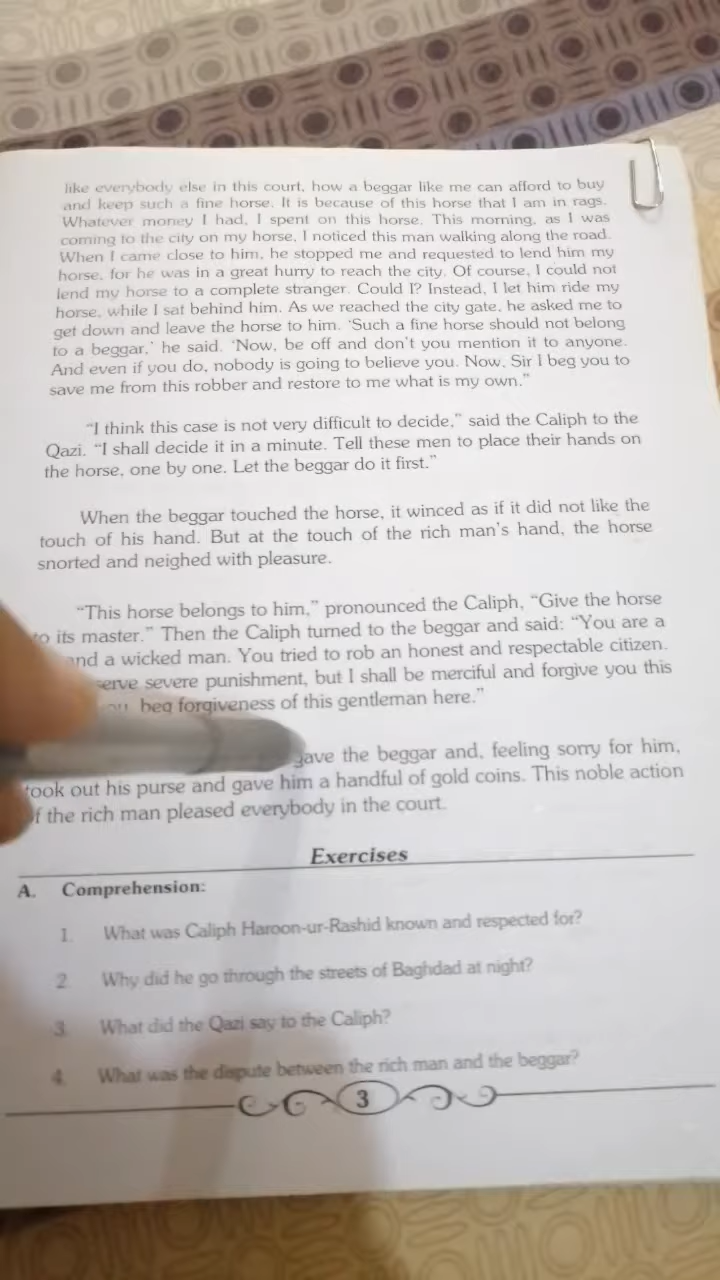 like everybody else in this court, how a beggar like me can afford to buy
and keep such a fine horse. It is because of this horse that I am in rags.
Whatever money I had, I spent on this horse. This morning, as I was
coming to the city on my horse, I noticed this man walking along the road.
When I came close to him, he stopped me and requested to lend him my
horse, for he was in a great hurry to reach the city. Of course, I could not
lend my horse to a complete stranger. Could I? Instead, I let him ride my
horse, while I sat behind him. As we reached the city gate, he asked me to
get down and leave the horse to him. 'Such a fine horse should not belong
to a beggar,' he said. 'Now, be off and don't you mention it to anyone.
And even if you do, nobody is going to believe you. Now, Sir I beg you to
save me from this robber and restore to me what is my own."
"I think this case is not very difficult to decide," said the Caliph to the
Qazi. "I shall decide it in a minute. Tell these men to place their hands on
the horse, one by one. Let the beggar do it first."
When the beggar touched the horse, it winced as if it did not like the
touch of his hand. But at the touch of the rich man's hand, the horse
snorted and neighed with pleasure.
"This horse belongs to him," pronounced the Caliph, "Give the horse
to its master." Then the Caliph turned to the beggar and said: "You are a
and a wicked man. You tried to rob an honest and respectable citizen.
severe punishment, but I shall be merciful and forgive you this
beg forgiveness of this gentleman here."
gave the beggar and, feeling sorry for him,
took out his purse and gave him a handful of gold coins. This noble action
of the rich man pleased everybody in the court.
Exercises
A. Comprehension:
1. What was Caliph Haroon-ur-Rashid known and respected for?
2 Why did he go through the streets of Baghdad at night?
3 What did the Qazi say to the Caliph?
4. What was the dispute between the rich man and the beggar?
3